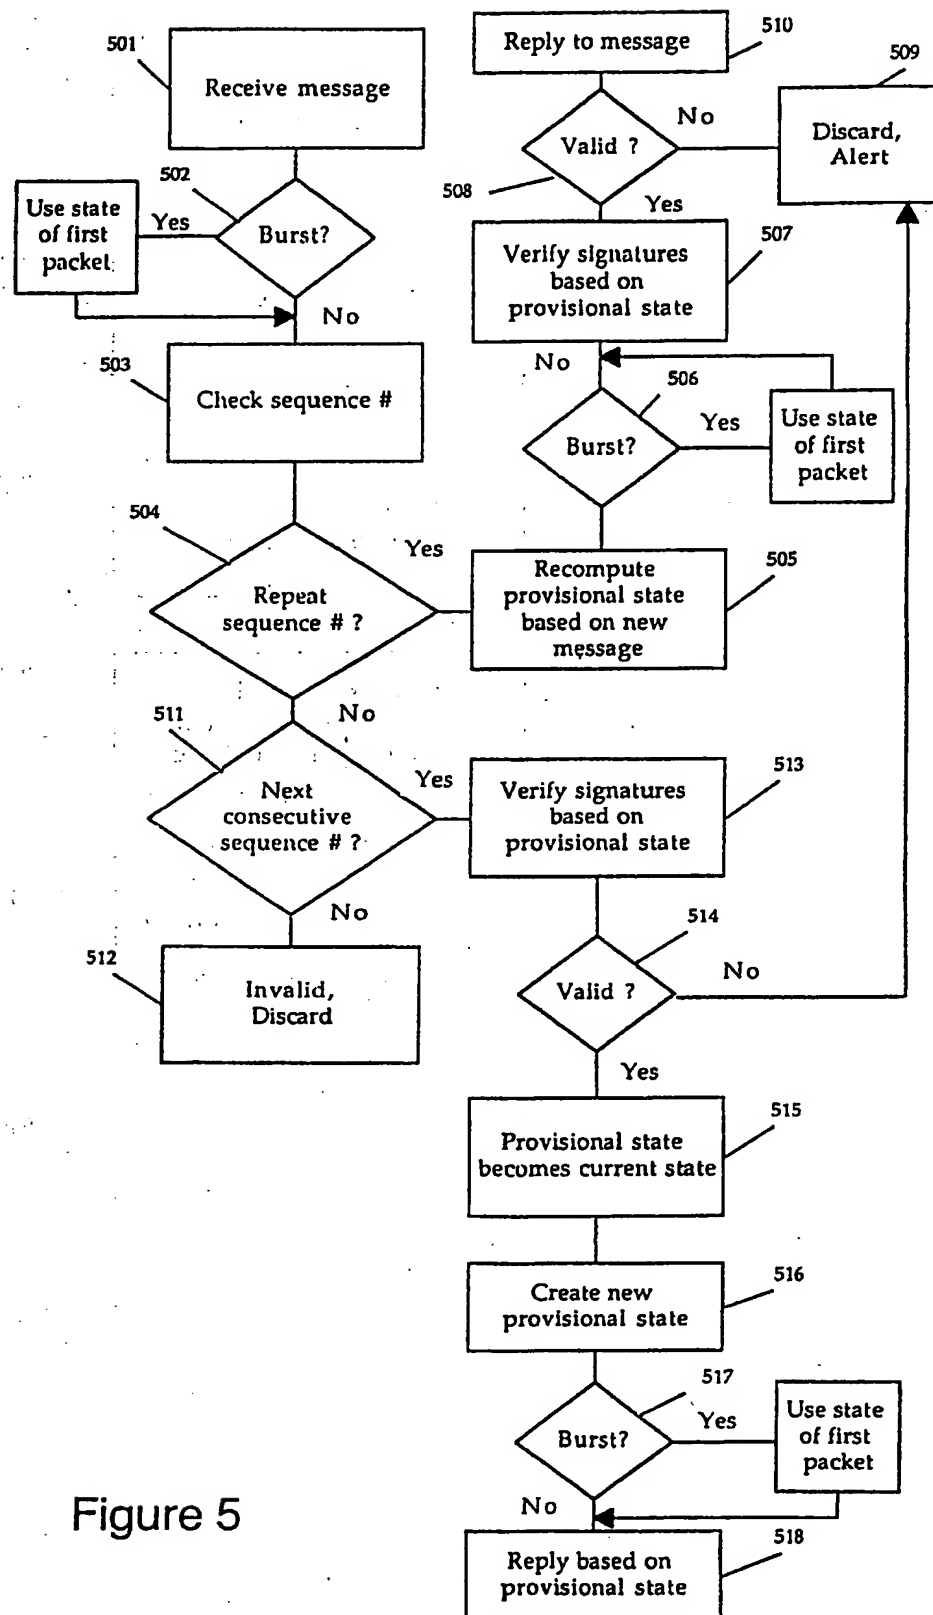 501
Receive message
502
Use state
of first
packet
Yes
Burst?
No
503
Check sequence #
504
Repeat
sequence # ?
Yes
No
511
Next
consecutive
sequence # ?
Yes
No
512
Invalid,
Discard
Reply to message
510
509
Discard,
Alert
No
Valid ?
508
Yes
507
Verify signatures
based on
provisional state
No
506
Burst?
Yes
Use state
of first
packet
505
Recompute
provisional state
based on new
message
513
Verify signatures
based on
provisional state
514
Valid ?
No
Yes
515
Provisional state
becomes current state
516
Create new
provisional state
517
Burst?
Yes
Use state
of first
packet
No
518
Reply based on
provisional state
Figure 5